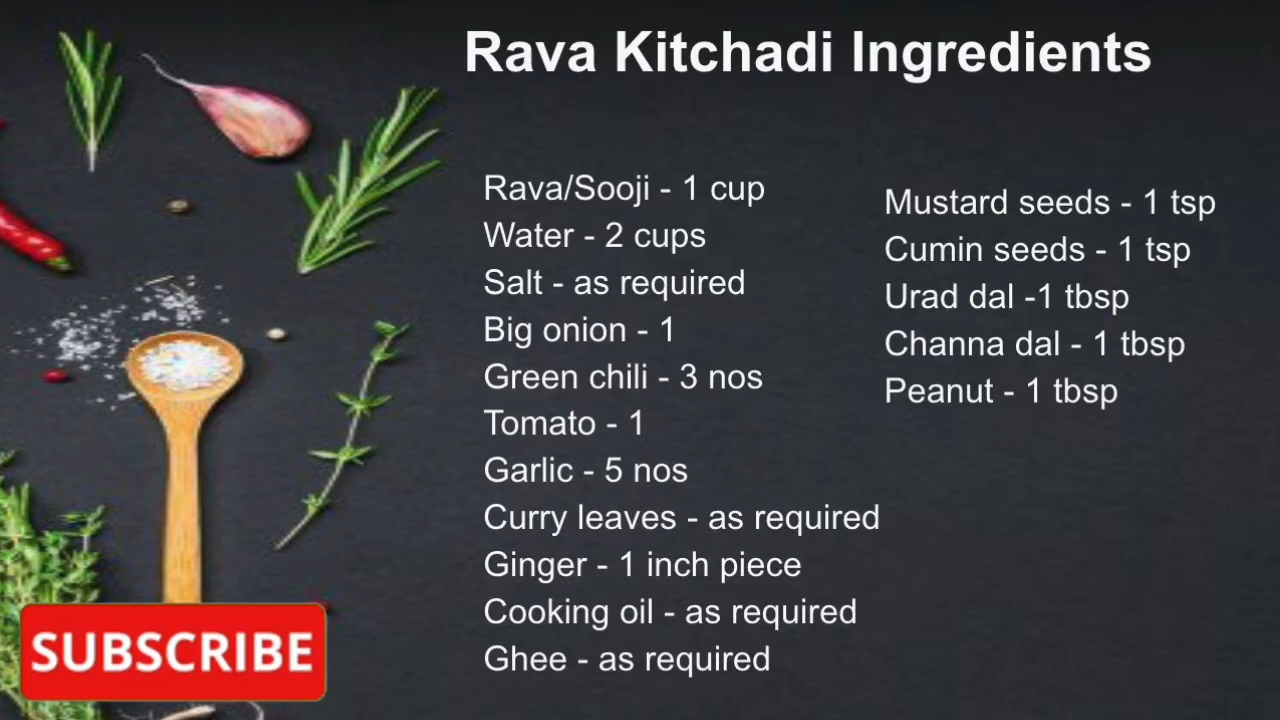 Rava Kitchadi Ingredients
Rava/Sooji - 1 cup
Water - 2 cups
Salt - as required
Big onion - 1
Green chili - 3 nos
Tomato - 1
Garlic - 5 nos
Curry leaves - as required
Ginger - 1 inch piece
Cooking oil - as required
Ghee - as required
Mustard seeds - 1 tsp
Cumin seeds - 1 tsp
Urad dal -1 tbsp
Channa dal - 1 tbsp
Peanut - 1 tbsp
SUBSCRIBE